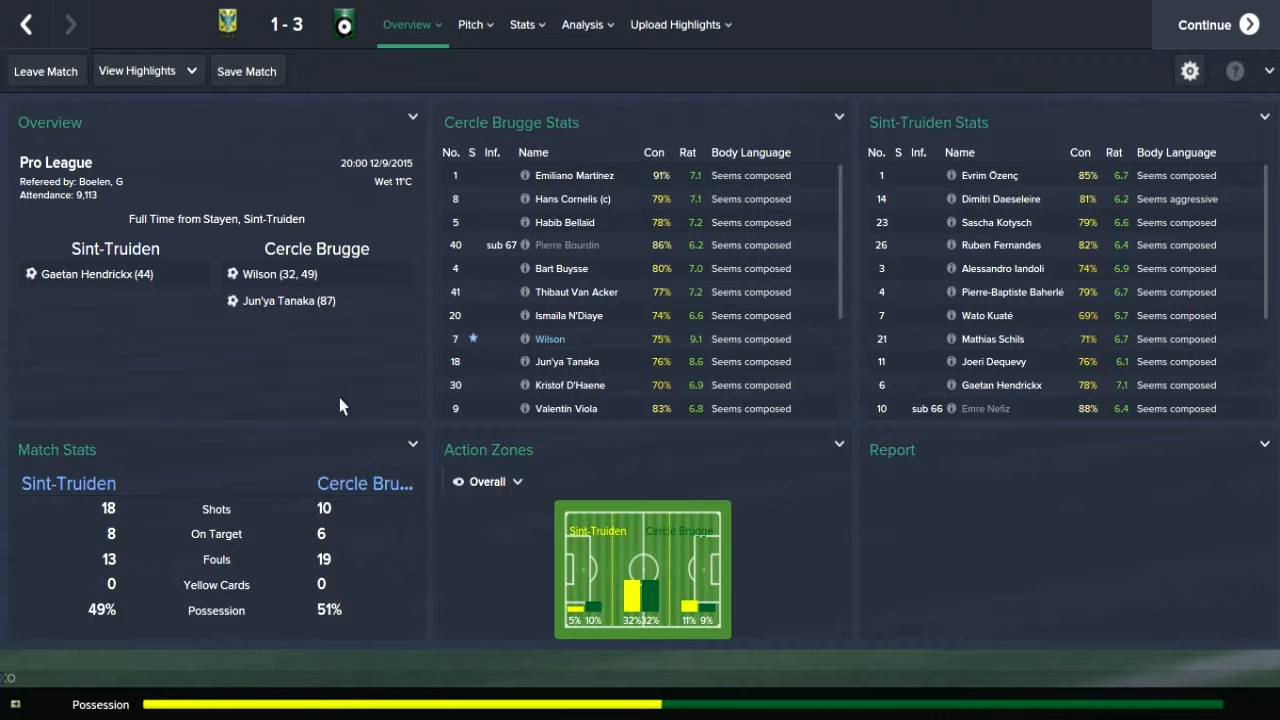 1 - 3
Overview
Pitch
Stats
Analysis
Upload Highlights
Continue
Leave Match
View Highlights
Save Match
Overview
Pro League
20:00 12/9/2015
Refereed by: Boelen, G
Wet 11°C
Attendance: 9,113
Full Time from Stayen, Sint-Truiden
Sint-Truiden
Cercle Brugge
Gaetan Hendrickx (44)
Wilson (32, 49)
Jun'ya Tanaka (87)
Cercle Brugge Stats
No. S Inf. Name Con Rat Body Language
1 Emiliano Martínez 91% 7.1 Seems composed
8 Hans Cornelis (c) 79% 7.1 Seems composed
5 Habib Bellaïd 78% 7.2 Seems composed
40 sub 67 Pierre Bourdin 86% 6.2 Seems composed
4 Bart Buysse 80% 7.0 Seems composed
41 Thibaut Van Acker 77% 7.2 Seems composed
20 Ismaïla N'Diaye 74% 6.6 Seems composed
7 Wilson 75% 9.1 Seems composed
18 Jun'ya Tanaka 76% 8.6 Seems composed
30 Kristof D'Haene 70% 6.9 Seems composed
9 Valentín Viola 83% 6.8 Seems composed
Sint-Truiden Stats
No. S Inf. Name Con Rat Body Language
1 Evrim Özenç 85% 6.7 Seems composed
14 Dimitri Daeseleire 81% 6.2 Seems aggressive
23 Sascha Kotysch 79% 6.6 Seems composed
26 Ruben Fernandes 82% 6.4 Seems composed
3 Alessandro Iandoli 74% 6.9 Seems composed
4 Pierre-Baptiste Baherlé 79% 6.7 Seems composed
7 Wato Kuaté 69% 6.7 Seems composed
21 Mathias Schils 71% 6.7 Seems composed
11 Joeri Dequevy 76% 6.1 Seems composed
6 Gaetan Hendrickx 78% 7.1 Seems composed
10 sub 66 Emre Nefiz 88% 6.4 Seems composed
Match Stats
Sint-Truiden
Cercle Bru...
18 Shots 10
8 On Target 6
13 Fouls 19
0 Yellow Cards 0
49% Possession 51%
Action Zones
Overall
Sint-Truiden
Cercle Brugge
5% 10% 32% 32% 11% 9%
Report
Possession